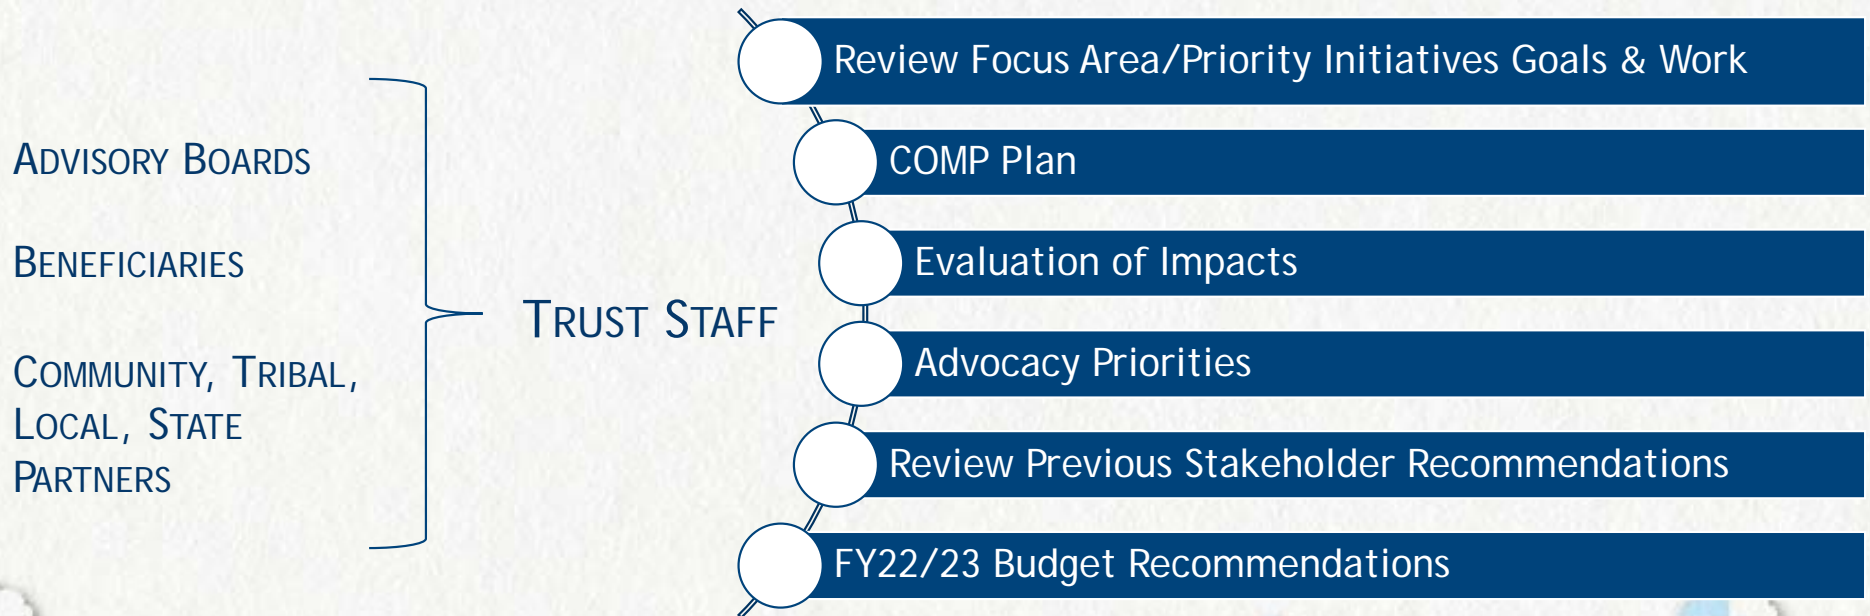 Advisory Boards
Beneficiaries
Community, Tribal,
Local, State
Partners
Trust Staff
Review Focus Area/Priority Initiatives Goals & Work
COMP Plan
Evaluation of Impacts
Advocacy Priorities
Review Previous Stakeholder Recommendations
FY22/23 Budget Recommendations